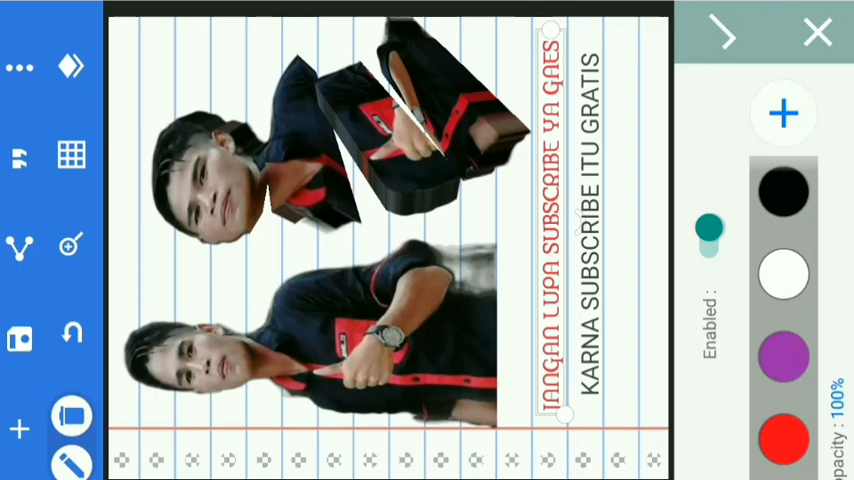 JANGAN LUPA SUBSCRIBE YA GAES
KARNA SUBSCRIBE ITU GRATIS
Enabled :
opacity : 100%